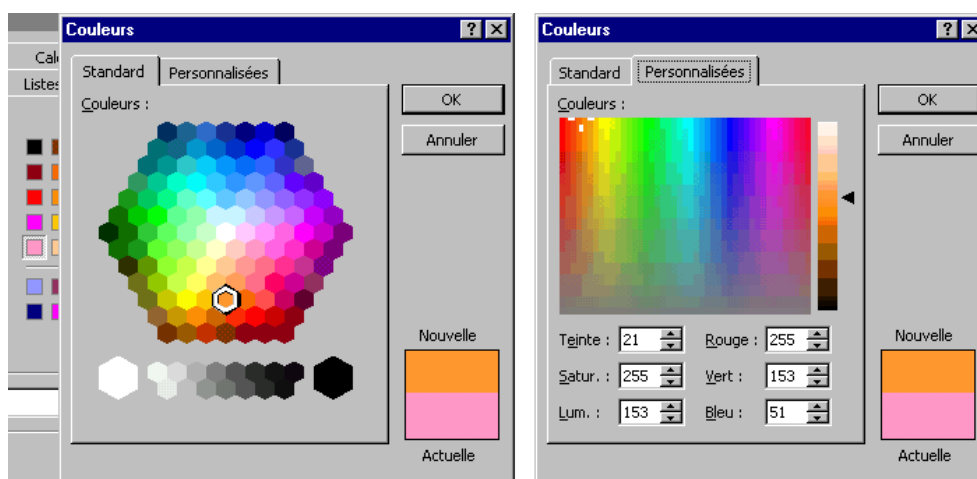 Couleurs
Standard Personnalisées
Couleurs :
OK
Annuler
Nouvelle
Actuelle
Listes
Couleurs
Standard Personnalisées
Couleurs :
OK
Annuler
Teinte : 21 Rouge : 255
Satur. : 255 Vert : 153
Lum. : 153 Bleu : 51
Nouvelle
Actuelle